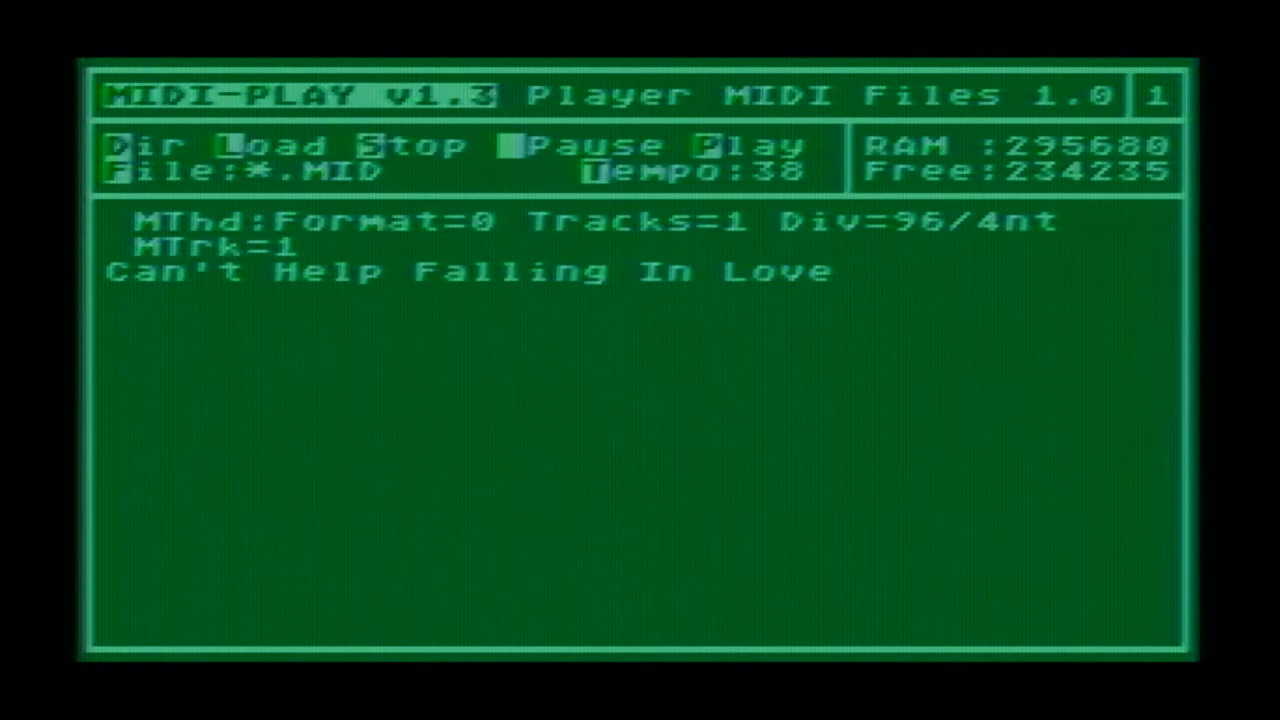 MIDI-PLAY v1.3 Player MIDI Files 1.0 1
Dir Load Stop Pause Play RAM :295680
File:*.MID Tempo:38 Free:234235
MThd:Format=0 Tracks=1 Div=96/4nt
MTrk=1
Can't Help Falling In Love